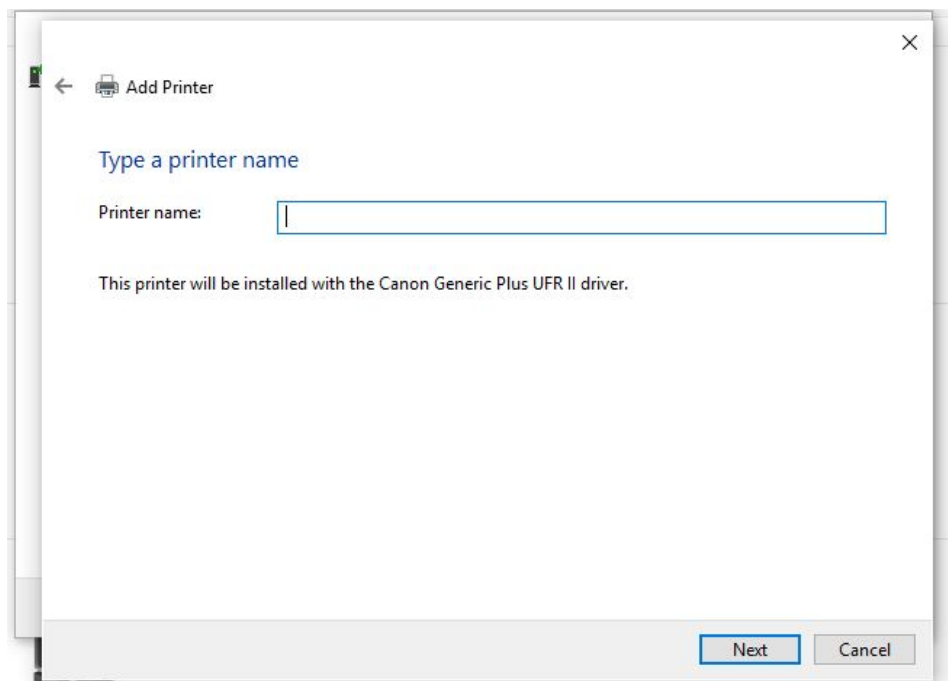 Add Printer
Type a printer name
Printer name:
This printer will be installed with the Canon Generic Plus UFR II driver.
Next Cancel